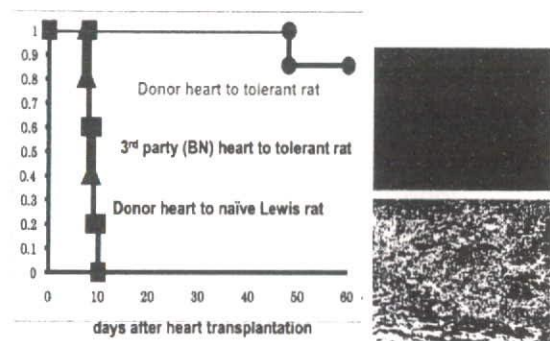 1
0.9
0.8
0.7
0.6
0.5
0.4
0.3
0.2
0.1
0
Donor heart to tolerant rat
3rd party (BN) heart to tolerant rat
Donor heart to naïve Lewis rat
0 10 20 30 40 50 60
days after heart transplantation